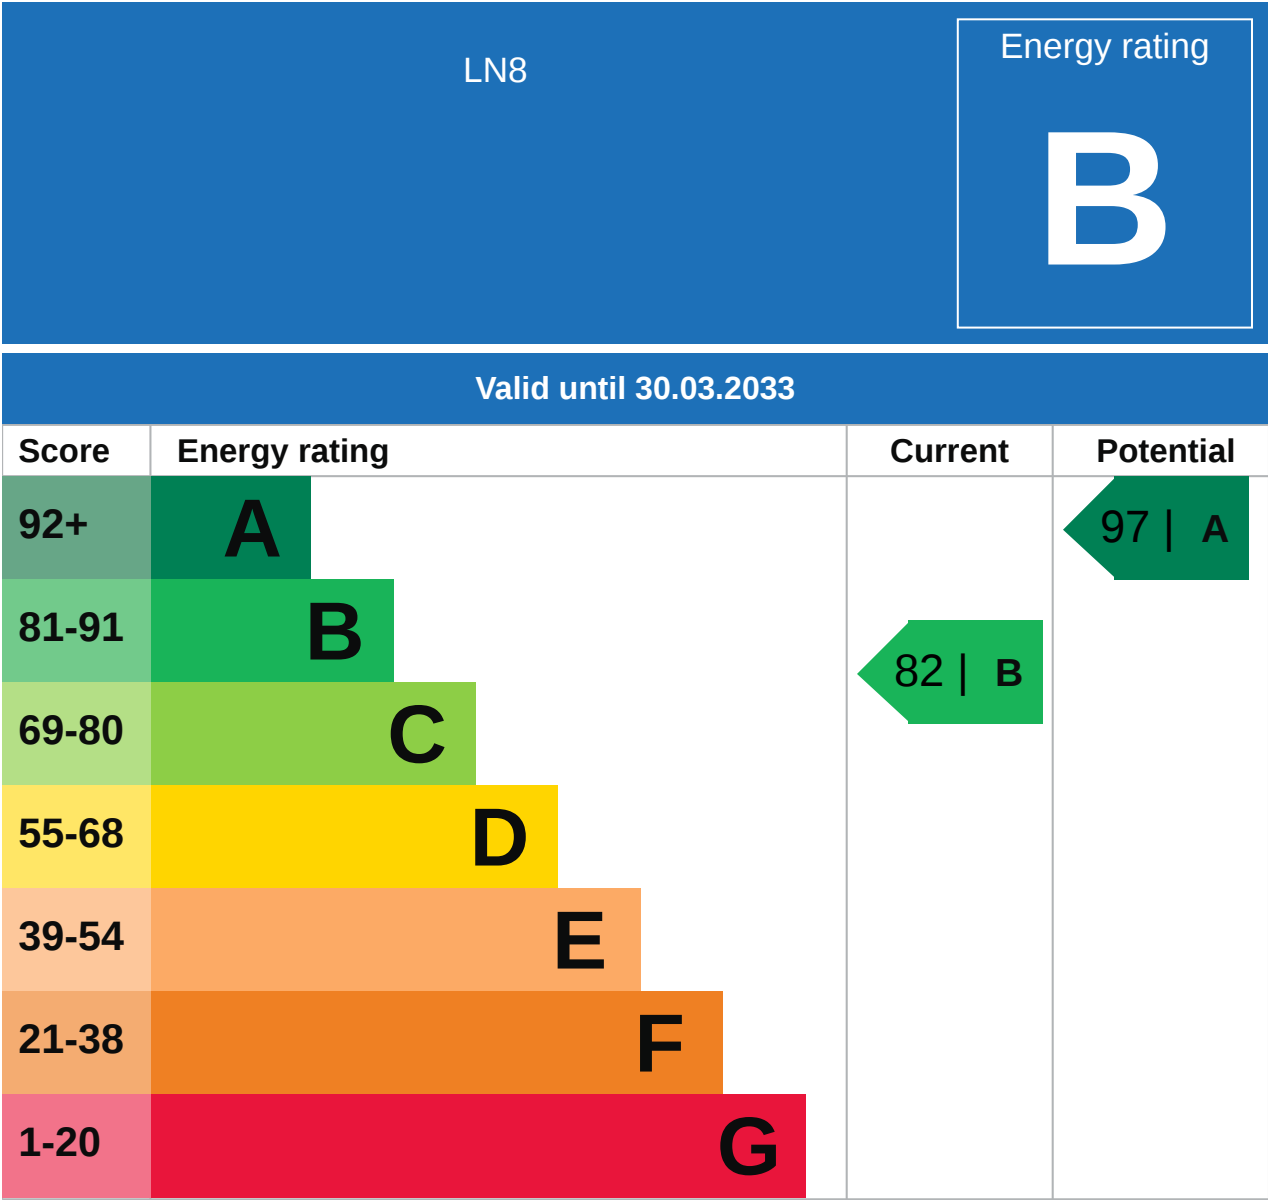 LN8
Energy rating
B
Valid until 30.03.2033
Score Energy rating Current Potential
92+ A 97 | A
81-91 B 82 | B
69-80 C
55-68 D
39-54 E
21-38 F
1-20 G